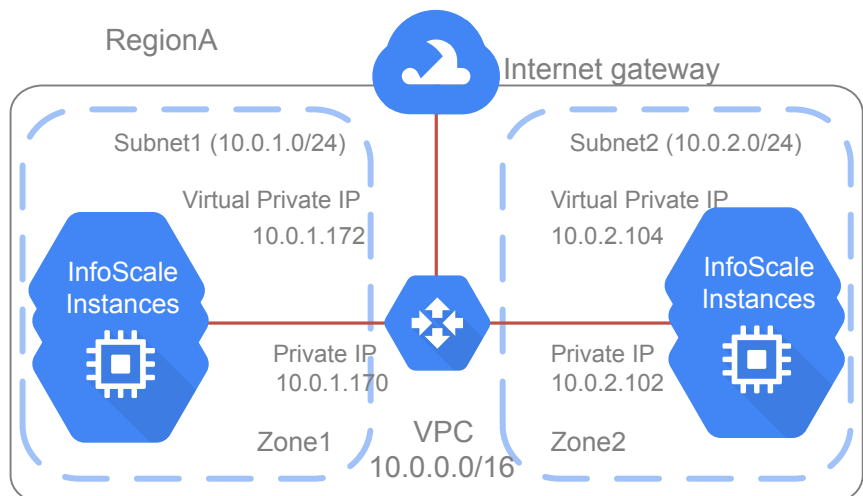 RegionA
Internet gateway
Subnet1 (10.0.1.0/24)
Subnet2 (10.0.2.0/24)
Virtual Private IP
10.0.1.172
Virtual Private IP
10.0.2.104
InfoScale
Instances
InfoScale
Instances
Private IP
10.0.1.170
Private IP
10.0.2.102
Zone1
VPC
10.0.0.0/16
Zone2